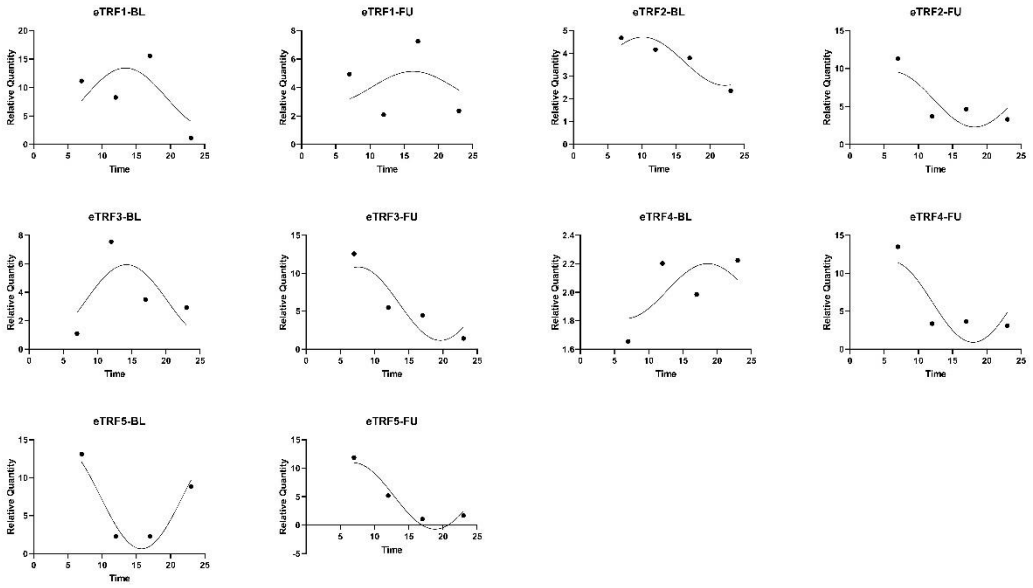 eTRF1-BL
Relative Quantity
20
15
10
5
0
0 5 10 15 20 25
Time
eTRF1-FU
Relative Quantity
8
6
4
2
0
0 5 10 15 20 25
Time
eTRF2-BL
Relative Quantity
5
4
3
2
1
0
0 5 10 15 20 25
Time
eTRF2-FU
Relative Quantity
15
10
5
0
0 5 10 15 20 25
Time
eTRF3-BL
Relative Quantity
8
6
4
2
0
0 5 10 15 20 25
Time
eTRF3-FU
Relative Quantity
15
10
5
0
0 5 10 15 20 25
Time
eTRF4-BL
Relative Quantity
2.4
2.2
2.0
1.8
1.6
0 5 10 15 20 25
Time
eTRF4-FU
Relative Quantity
15
10
5
0
0 5 10 15 20 25
Time
eTRF5-BL
Relative Quantity
15
10
5
0
0 5 10 15 20 25
Time
eTRF5-FU
Relative Quantity
15
10
5
0
-5
5 10 15 20 25
Time